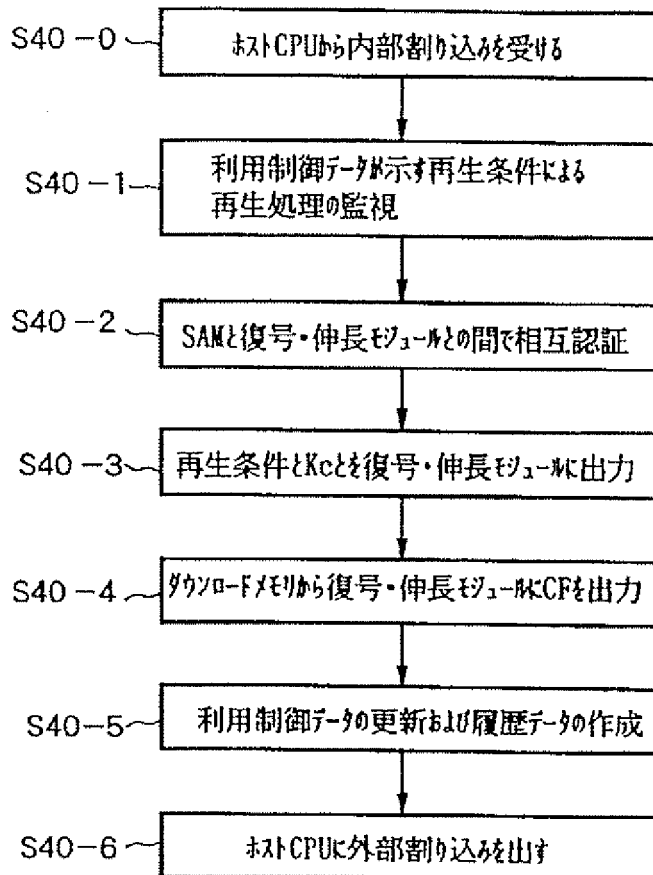 S40-0
ホストCPUから内部割り込みを受ける
S40-1
利用制御データが示す再生条件による
再生処理の監視
S40-2
SAMと復号・伸長モジュールとの間で相互認証
S40-3
再生条件とKcとを復号・伸長モジュールに出力
S40-4
ダウンロードメモリから復号・伸長モジュールにCFを出力
S40-5
利用制御データの更新および履歴データの作成
S40-6
ホストCPUに外部割り込みを出す